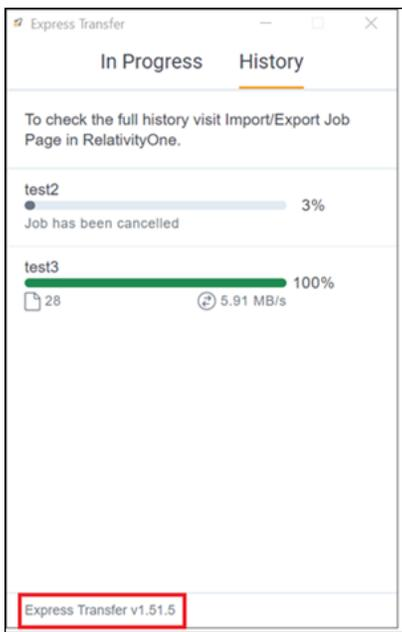 Express Transfer
In Progress History
To check the full history visit Import/Export Job
Page in RelativityOne.
test2
3%
Job has been cancelled
test3
100%
28 5.91 MB/s
Express Transfer v1.51.5